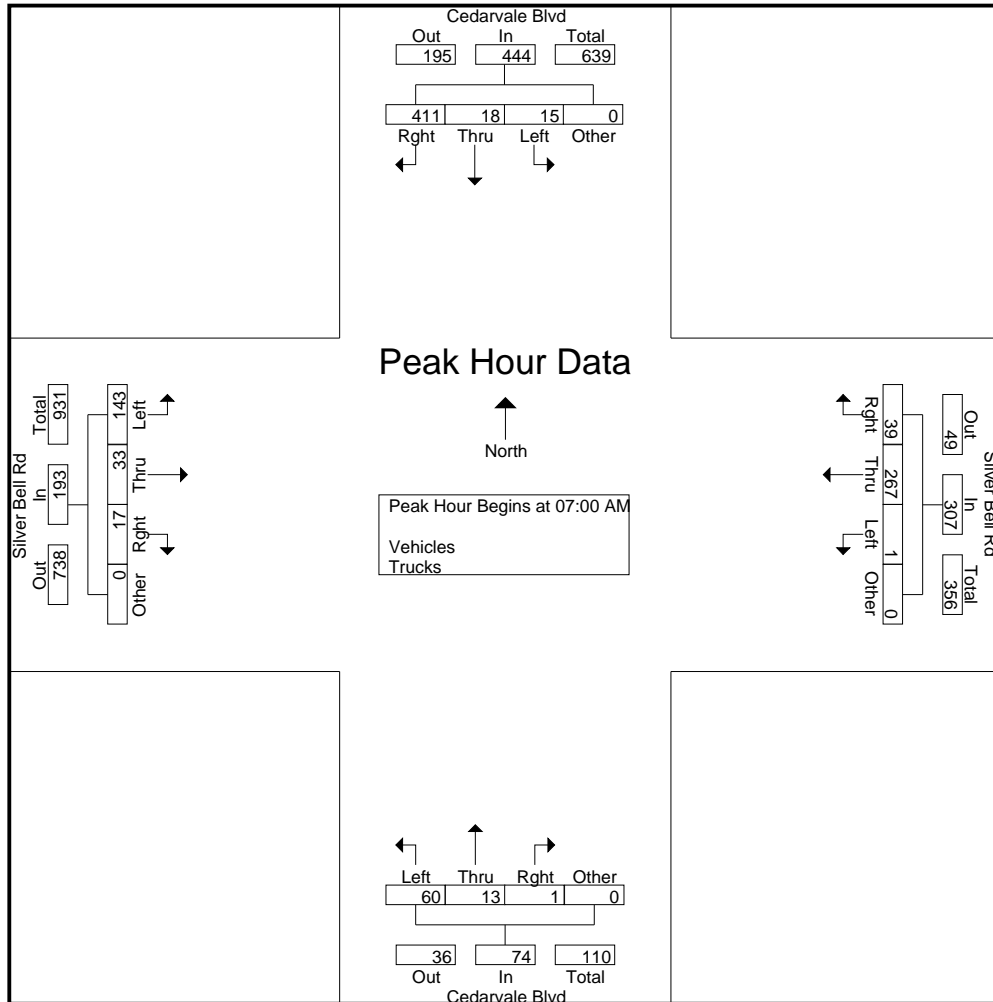 Cedarvale Blvd
Out In Total
195 444 639
411 18 15 0
Rght Thru Left Other
Peak Hour Data
North
Peak Hour Begins at 07:00 AM
Vehicles
Trucks
Silver Bell Rd
Total In Out
931 193 738
143 33 17 0
Left Thru Rght Other
Silver Bell Rd
Out In Total
49 307 356
39 267 1 0
Rght Thru Left Other
Left Thru Rght Other
60 13 1 0
36 74 110
Out In Total
Cedarvale Blvd